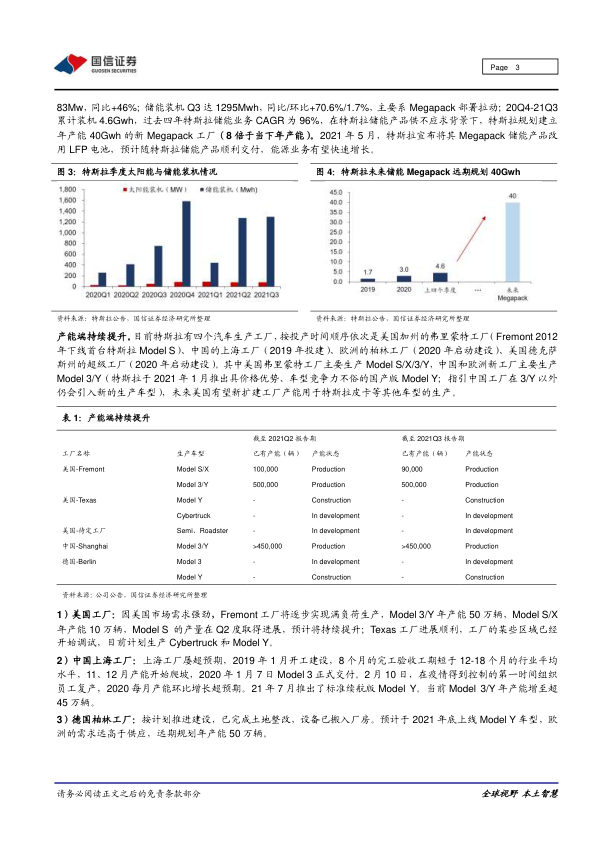 国信证券
GUOSEN SECURITIES
Page 3
83Mw，同比+46%；储能装机 Q3 达 1295Mwh，同比/环比+70.6%/1.7%，主要系 Megapack 部署拉动；20Q4-21Q3
累计装机 4.6Gwh，过去四年特斯拉储能业务 CAGR 为 96%，在特斯拉储能产品供不应求背景下，特斯拉规划建立
年产能 40Gwh 的新 Megapack 工厂（8 倍于当下年产能）。2021 年 5 月，特斯拉宣布将其 Megapack 储能产品改
用 LFP 电池，预计随特斯拉储能产品顺利交付，能源业务有望快速增长。
图 3：特斯拉季度太阳能与储能装机情况
太阳能装机（MW） 储能装机（Mwh）
1,800
1,600
1,400
1,200
1,000
800
600
400
200
0
2020Q1 2020Q2 2020Q3 2020Q4 2021Q1 2021Q2 2021Q3
资料来源：特斯拉公告、国信证券经济研究所整理
图 4：特斯拉未来储能 Megapack 远期规划 40Gwh
45.0
40.0
35.0
30.0
25.0
20.0
15.0
10.0
5.0
0.0
1.7 3.0 4.6 40
2019 2020 上四个季度 … 未来
Megapack
资料来源：特斯拉公告、国信证券经济研究所整理
产能端持续提升。目前特斯拉有四个汽车生产工厂，按投产时间顺序依次是美国加州的弗里蒙特工厂（Fremont 2012
年下线首台特斯拉 Model S）、中国的上海工厂（2019 年投建）、欧洲的柏林工厂（2020 年启动建设）、美国德克萨
斯州的超级工厂（2020 年启动建设）。其中美国弗里蒙特工厂主要生产 Model S/X/3/Y，中国和欧洲新工厂主要生产
Model 3/Y（特斯拉于 2021 年 1 月推出具价格优势、车型竞争力不俗的国产版 Model Y；指引中国工厂在 3/Y 以外
仍会引入新的生产车型），未来美国有望新扩建工厂产能用于特斯拉皮卡等其他车型的生产。
表 1：产能端持续提升
截至 2021Q2 报告期 截至 2021Q3 报告期
工厂名称 生产车型 已有产能（辆） 产能状态 已有产能（辆） 产能状态
美国-Fremont Model S/X 100,000 Production 90,000 Production
Model 3/Y 500,000 Production 500,000 Production
美国-Texas Model Y - Construction - Construction
Cybertruck - In development - In development
美国-待定工厂 Semi、Roadster - In development - In development
中国-Shanghai Model 3/Y >450,000 Production >450,000 Production
德国-Berlin Model 3 - In development - In development
Model Y - Construction - Construction
资料来源：公司公告、国信证券经济研究所整理
1）美国工厂：因美国市场需求强劲，Fremont 工厂将逐步实现满负荷生产，Model 3/Y 年产能 50 万辆，Model S/X
年产能 10 万辆，Model S 的产量在 Q2 度取得进展，预计将持续提升；Texas 工厂进展顺利，工厂的某些区域已经
开始调试，目前计划生产 Cybertruck 和 Model Y。
2）中国上海工厂：上海工厂屡超预期，2019 年 1 月开工建设，8 个月的完工验收工期短于 12-18 个月的行业平均
水平，11、12 月产能开始爬坡，2020 年 1 月 7 日 Model 3 正式交付。2 月 10 日，在疫情得到控制的第一时间组织
员工复产，2020 每月产能环比增长超预期。21 年 7 月推出了标准续航版 Model Y。当前 Model 3/Y 年产能增至超
45 万辆。
3）德国柏林工厂：按计划推进建设，已完成土地整改，设备已搬入厂房。预计于 2021 年底上线 Model Y 车型，欧
洲的需求远高于供应，远期规划年产能 50 万辆。
请务必阅读正文之后的免责条款部分
全球视野 本土智慧